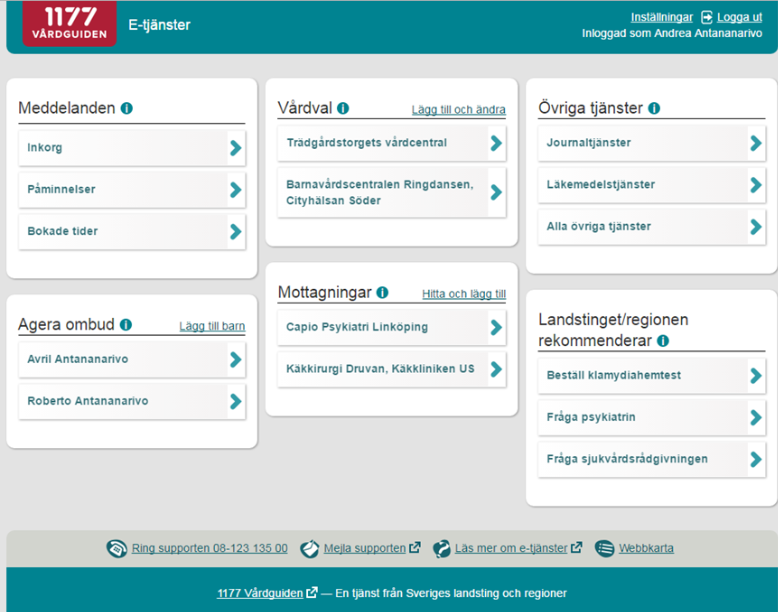 1177
VÅRDGUIDEN
E-tjänster
Inställningar Logga ut
Inloggad som Andrea Antananarivo
Meddelanden
Inkorg
Påminnelser
Bokade tider
Agera ombud Lägg till barn
Avril Antananarivo
Roberto Antananarivo
Vårdval Lägg till och ändra
Trädgårdstorgets vårdcentral
Barnavårdscentralen Ringdansen,
Cityhälsan Söder
Mottagningar Hitta och lägg till
Capio Psykiatri Linköping
Käkkirurgi Druvan, Käkkliniken US
Övriga tjänster
Journaltjänster
Läkemedelstjänster
Alla övriga tjänster
Landstinget/regionen
rekommenderar
Beställ klamydiahemtest
Fråga psykiatrin
Fråga sjukvårdsrådgivningen
Ring supporten 08-123 135 00 Mejla supporten Läs mer om e-tjänster Webbkarta
1177 Vårdguiden — En tjänst från Sveriges landsting och regioner